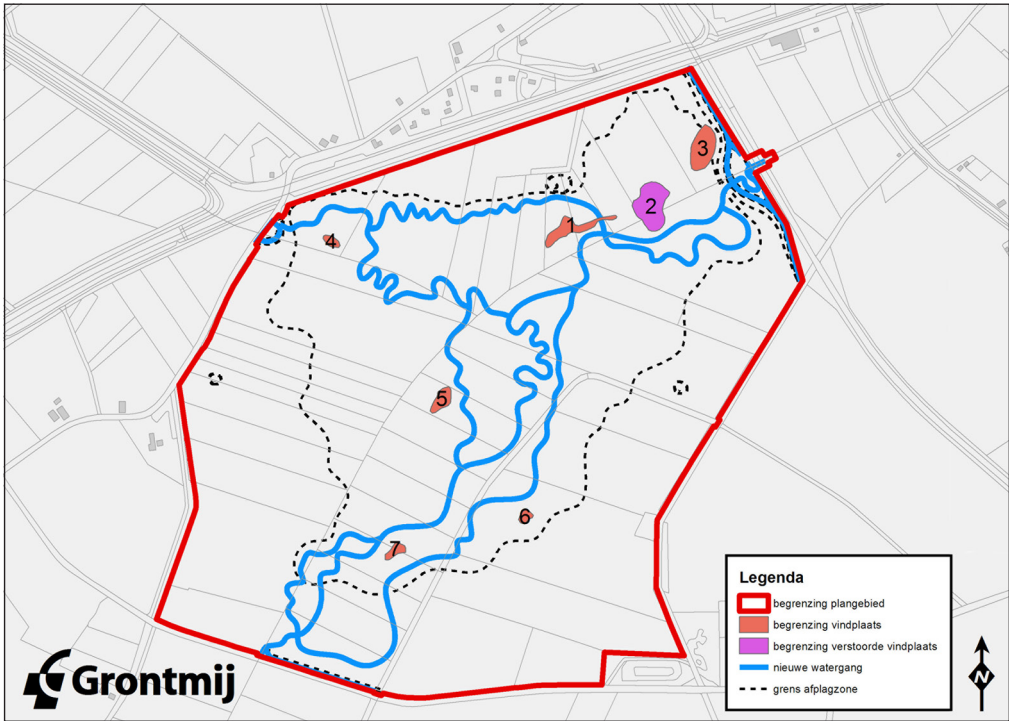 3
2
1
4
5
6
7
Legenda
begrenzing plangebied
begrenzing vindplaats
begrenzing verstoorde vindplaats
nieuwe watergang
grens afplagzone
N
Grontmij